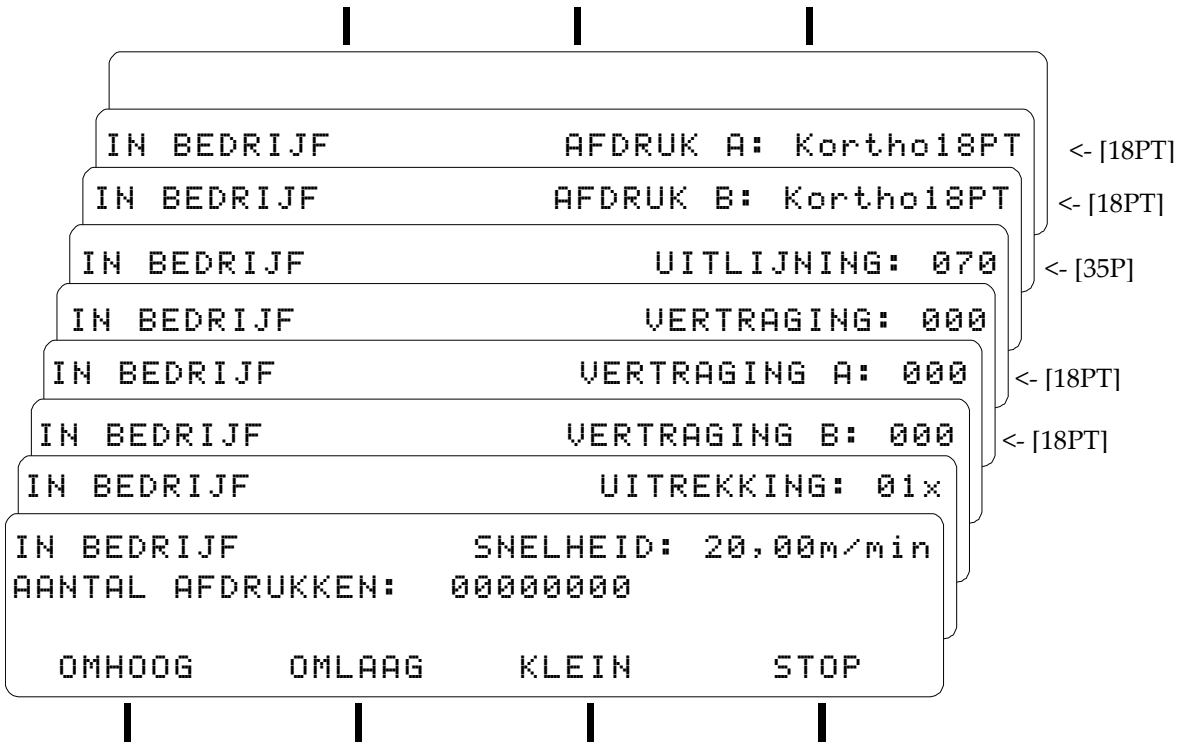 IN BEDRIJF AFDRUK A: Kortho18PT <- [18PT]
IN BEDRIJF AFDRUK B: Kortho18PT <- [18PT]
IN BEDRIJF UITLIJNING: 070 <- [35P]
IN BEDRIJF VERTRAGING: 000
IN BEDRIJF VERTRAGING A: 000 <- [18PT]
IN BEDRIJF VERTRAGING B: 000 <- [18PT]
IN BEDRIJF UITREKKING: 01x
IN BEDRIJF SNELHEID: 20,00m/min
AANTAL AFDRUKKEN: 00000000
OMHOOG OMLAAG KLEIN STOP